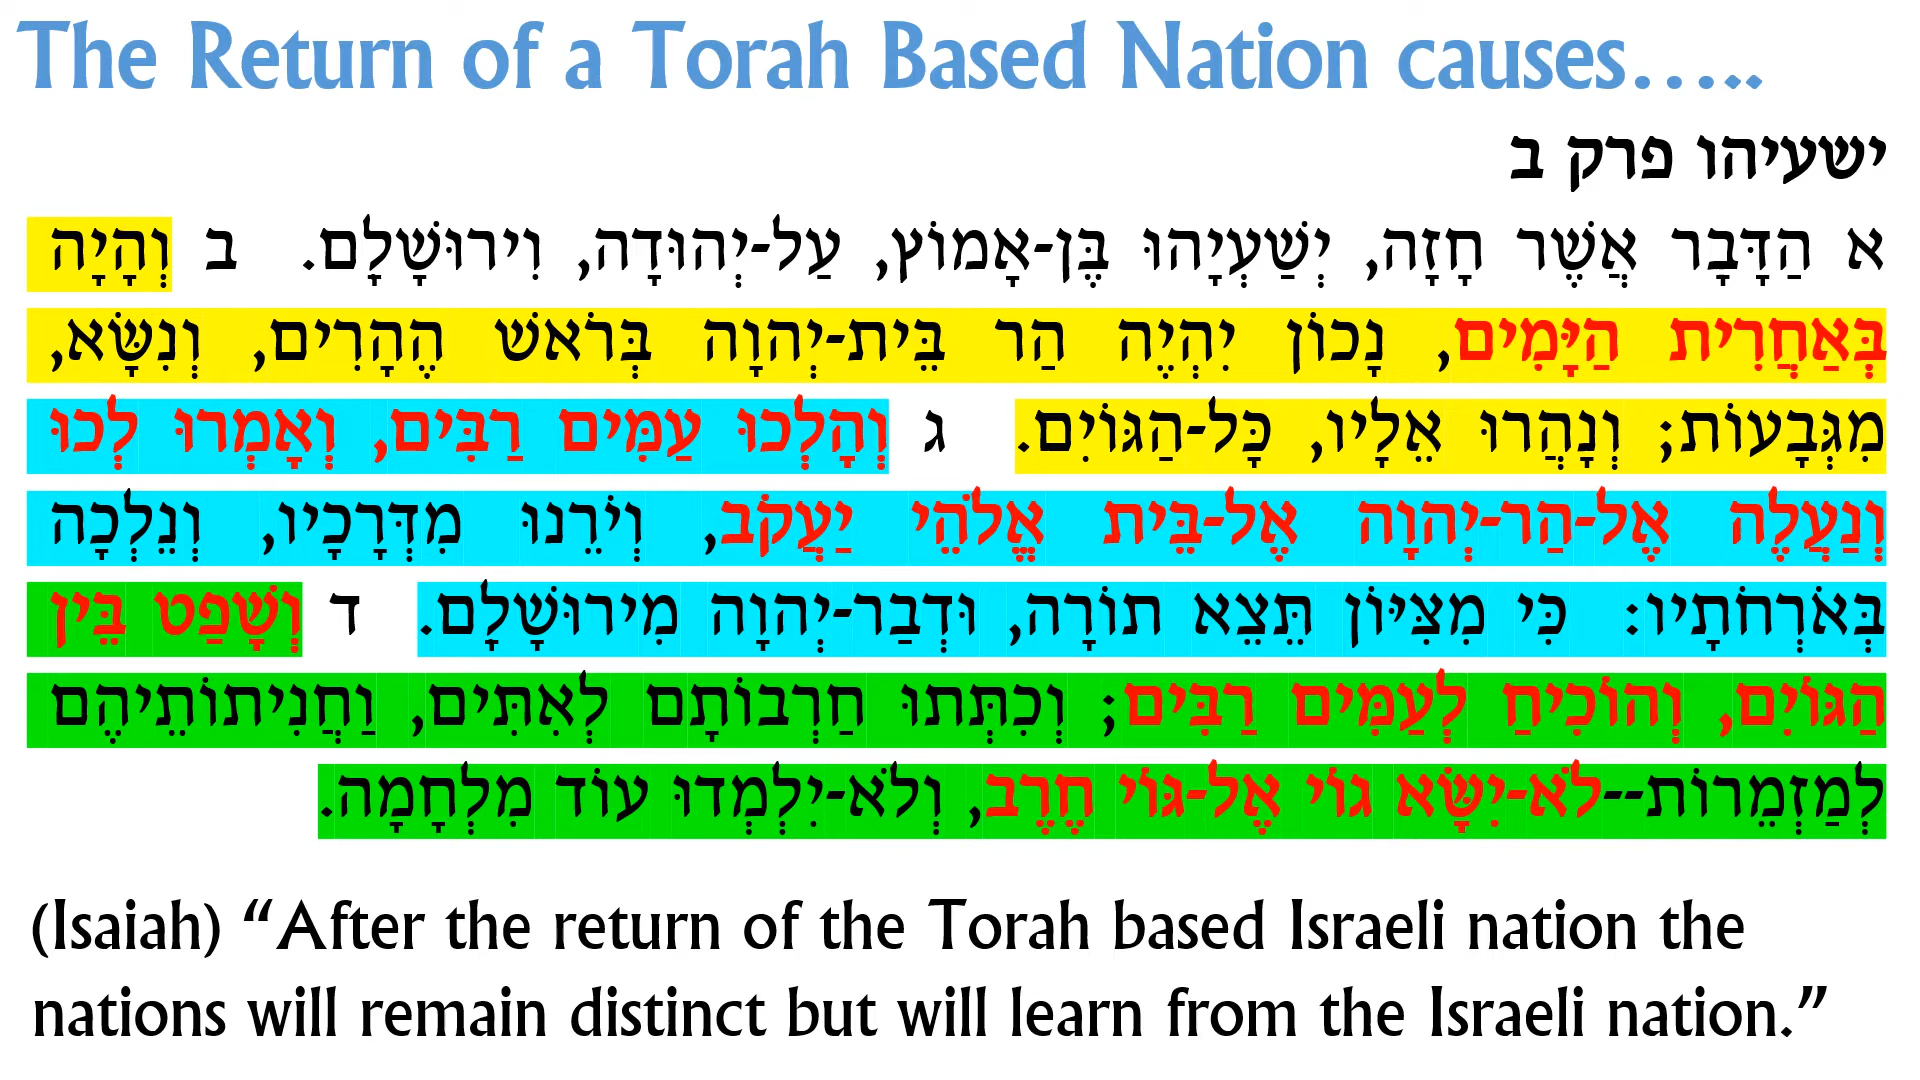 The Return of a Torah Based Nation causes…..
ישעיהו פרק ב
א הַדָּבָר אֲשֶׁר חָזָה, יְשַׁעְיָהוּ בֶּן-אָמוֹץ, עַל-יְהוּדָה, וִירוּשָׁלִָם. ב וְהָיָה
בְּאַחֲרִית הַיָּמִים, נָכוֹן יִהְיֶה הַר בֵּית-יְהוָה בְּרֹאשׁ הֶהָרִים, וְנִשָּׂא,
מִגְּבָעוֹת; וְנָהֲרוּ אֵלָיו, כָּל-הַגּוֹיִם. ג וְהָלְכוּ עַמִּים רַבִּים, וְאָמְרוּ לְכוּ
וְנַעֲלֶה אֶל-הַר-יְהוָה אֶל-בֵּית אֱלֹהֵי יַעֲקֹב, וְיֹרֵנוּ מִדְּרָכָיו, וְנֵלְכָה
בְּאֹרְחֹתָיו: כִּי מִצִּיּוֹן תֵּצֵא תוֹרָה, וּדְבַר-יְהוָה מִירוּשָׁלִָם. ד וְשָׁפַט בֵּין
הַגּוֹיִם, וְהוֹכִיחַ לְעַמִּים רַבִּים; וְכִתְּתוּ חַרְבוֹתָם לְאִתִּים, וַחֲנִיתוֹתֵיהֶם
לְמַזְמֵרוֹת--לֹא-יִשָּׂא גוֹי אֶל-גּוֹי חֶרֶב, וְלֹא-יִלְמְדוּ עוֹד מִלְחָמָה.
(Isaiah) “After the return of the Torah based Israeli nation the
nations will remain distinct but will learn from the Israeli nation.”